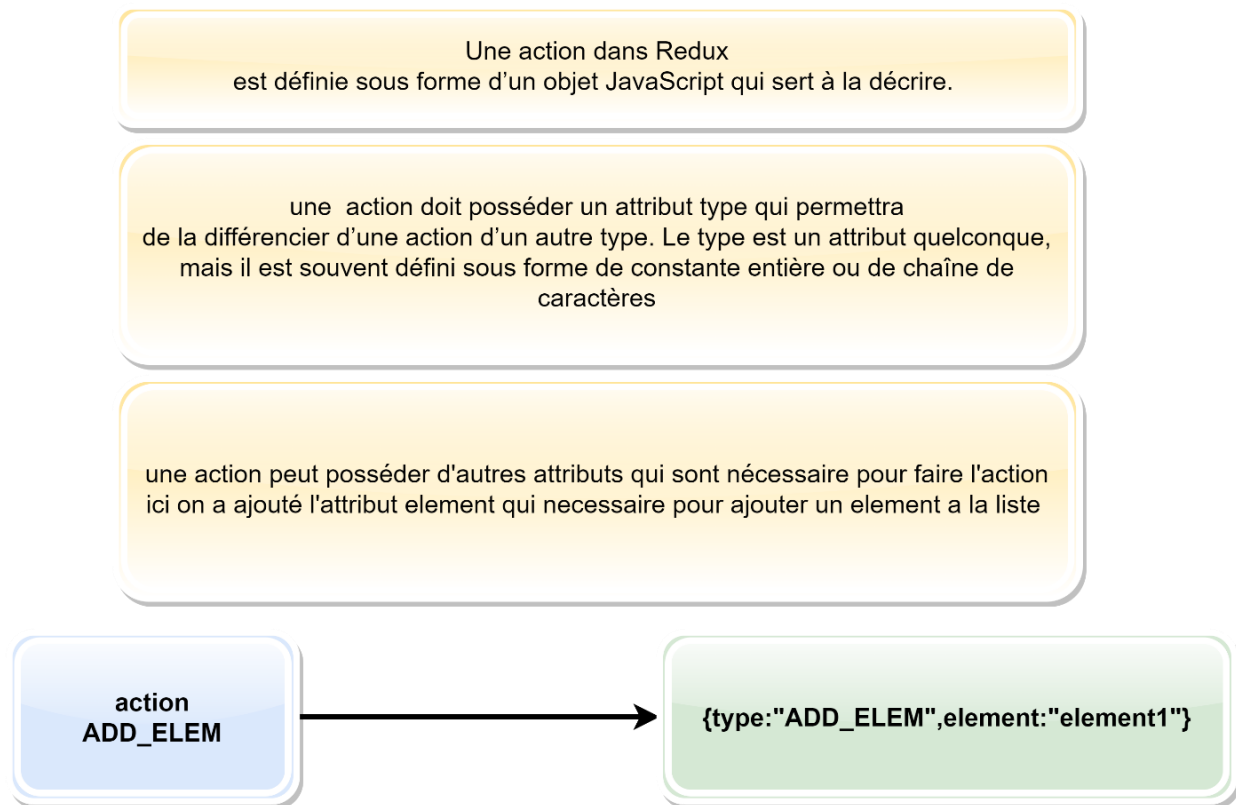 Une action dans Redux
est définie sous forme d’un objet JavaScript qui sert à la décrire.
une action doit posséder un attribut type qui permettra
de la différencier d’une action d’un autre type. Le type est un attribut quelconque,
mais il est souvent défini sous forme de constante entière ou de chaîne de
caractères
une action peut posséder d'autres attributs qui sont nécessaire pour faire l'action
ici on a ajouté l'attribut element qui necessaire pour ajouter un element a la liste
action
ADD_ELEM
{type:"ADD_ELEM",element:"element1"}